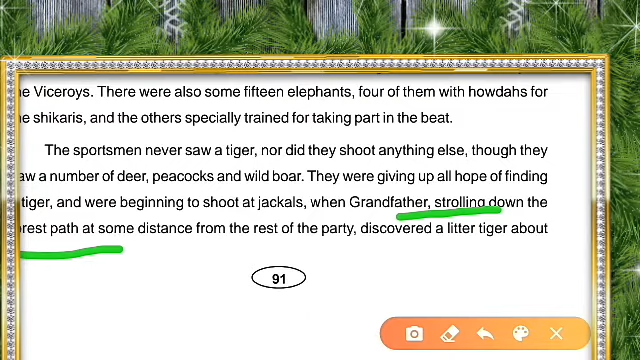 he Viceroys. There were also some fifteen elephants, four of them with howdahs for
he shikaris, and the others specially trained for taking part in the beat.
The sportsmen never saw a tiger, nor did they shoot anything else, though they
aw a number of deer, peacocks and wild boar. They were giving up all hope of finding
tiger, and were beginning to shoot at jackals, when Grandfather, strolling down the
orest path at some distance from the rest of the party, discovered a litter tiger about
91